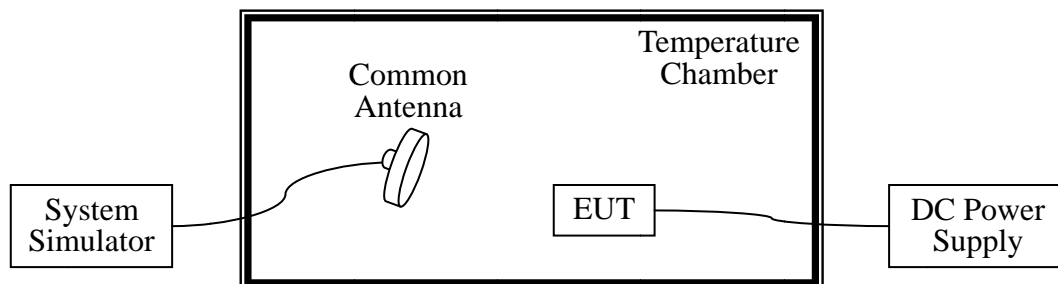 Temperature
Chamber
Common
Antenna
System
Simulator
EUT
DC Power
Supply